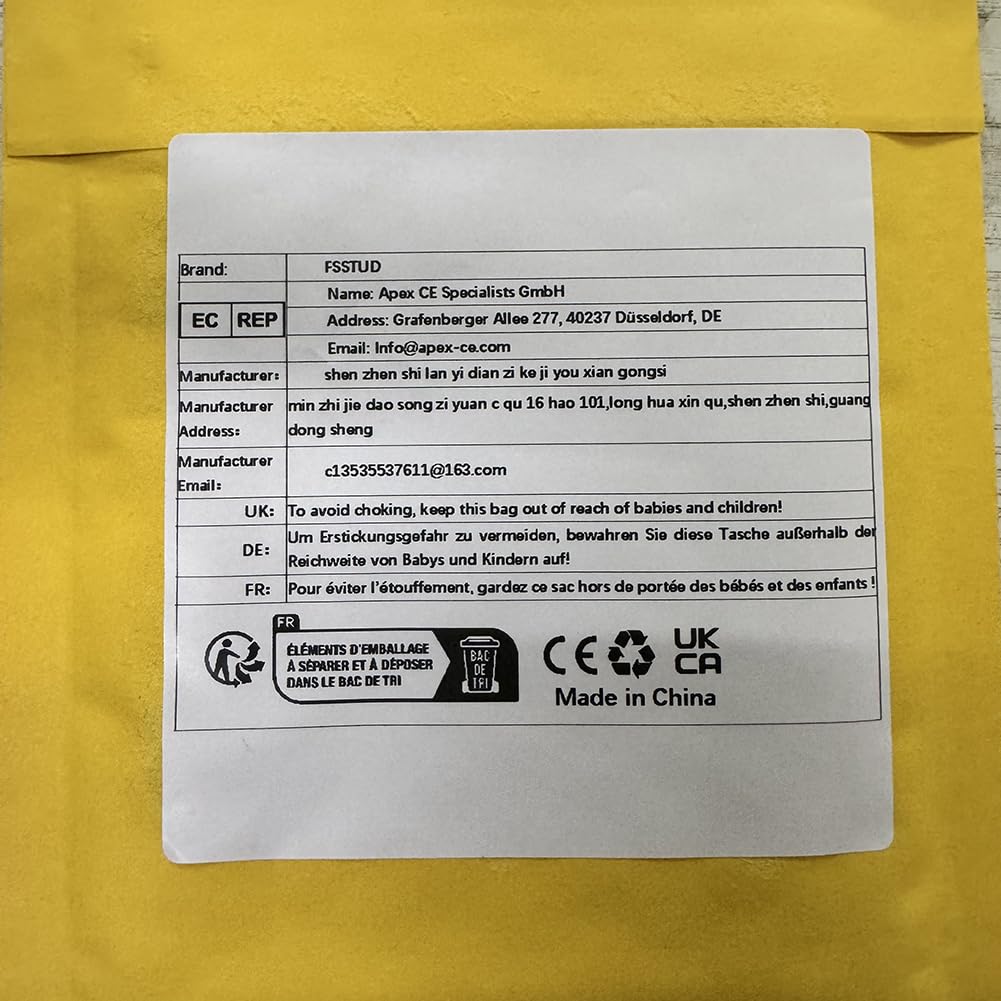 Brand: FSSTUD
Name: Apex CE Specialists GmbH
EC REP Address: Grafenberger Allee 277, 40237 Düsseldorf, DE
Email: Info@apex-ce.com
Manufacturer: shen zhen shi lan yi dian zi ke ji you xian gongsi
Manufacturer Address: min zhi jie dao song zi yuan c qu 16 hao 101,long hua xin qu,shen zhen shi,guang
dong sheng
Manufacturer Email: c13535537611@163.com
UK: To avoid choking, keep this bag out of reach of babies and children!
DE: Um Erstickungsgefahr zu vermeiden, bewahren Sie diese Tasche außerhalb der
Reichweite von Babys und Kindern auf!
FR: Pour éviter l'étouffement, gardez ce sac hors de portée des bébés et des enfants !
FR
ÉLÉMENTS D'EMBALLAGE
À SÉPARER ET À DÉPOSER
DANS LE BAC DE TRI
BAC
DE
TRI
CE
UK
CA
Made in China